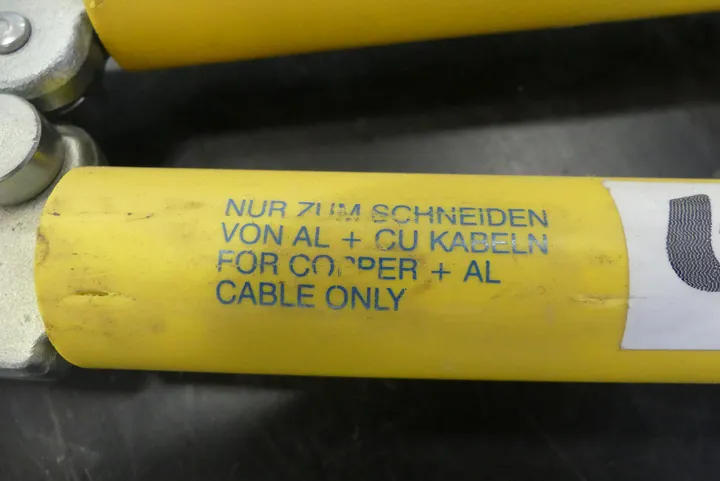 NUR ZUM SCHNEIDEN
VON AL + CU KABELN
FOR COPPER + AL
CABLE ONLY